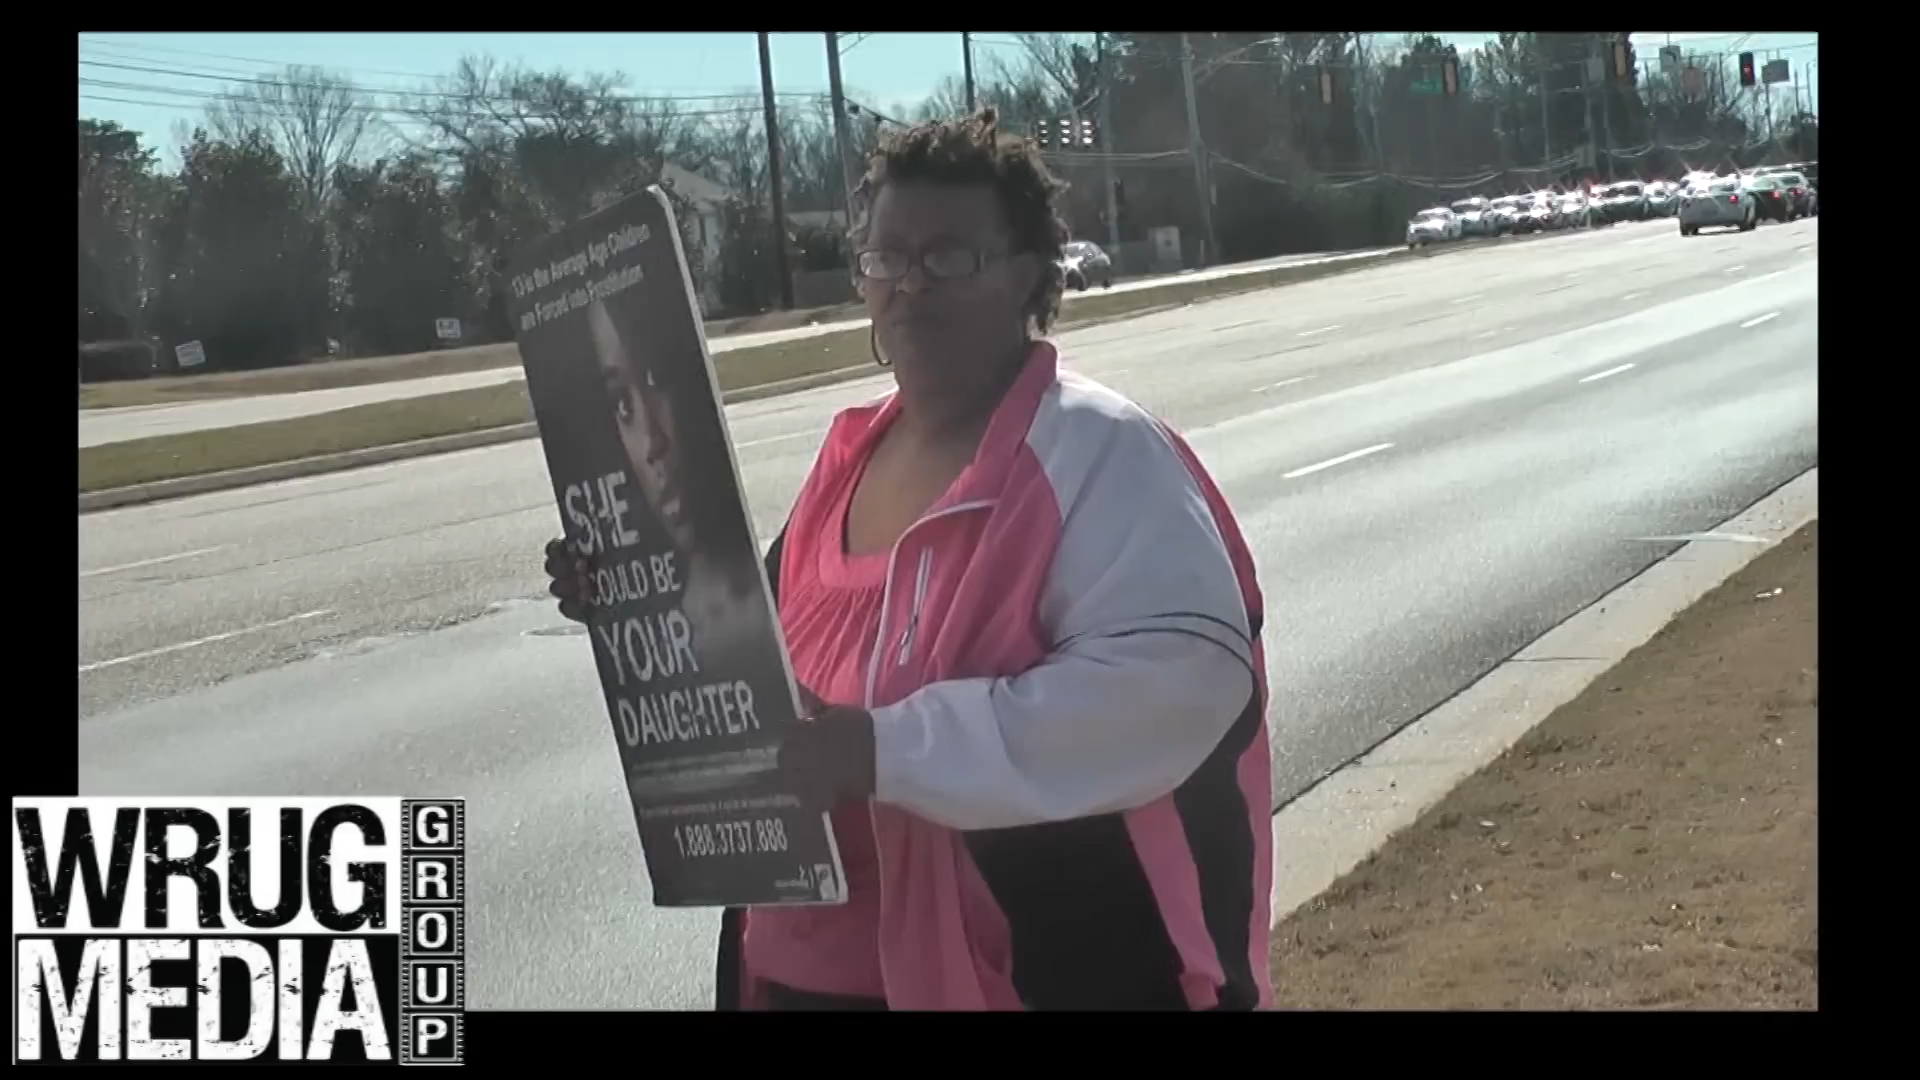 13 is the Average Age Children
are Forced into Prostitution
SHE
COULD BE
YOUR
DAUGHTER
1.888.3737.888
WRUG
MEDIA
GROUP